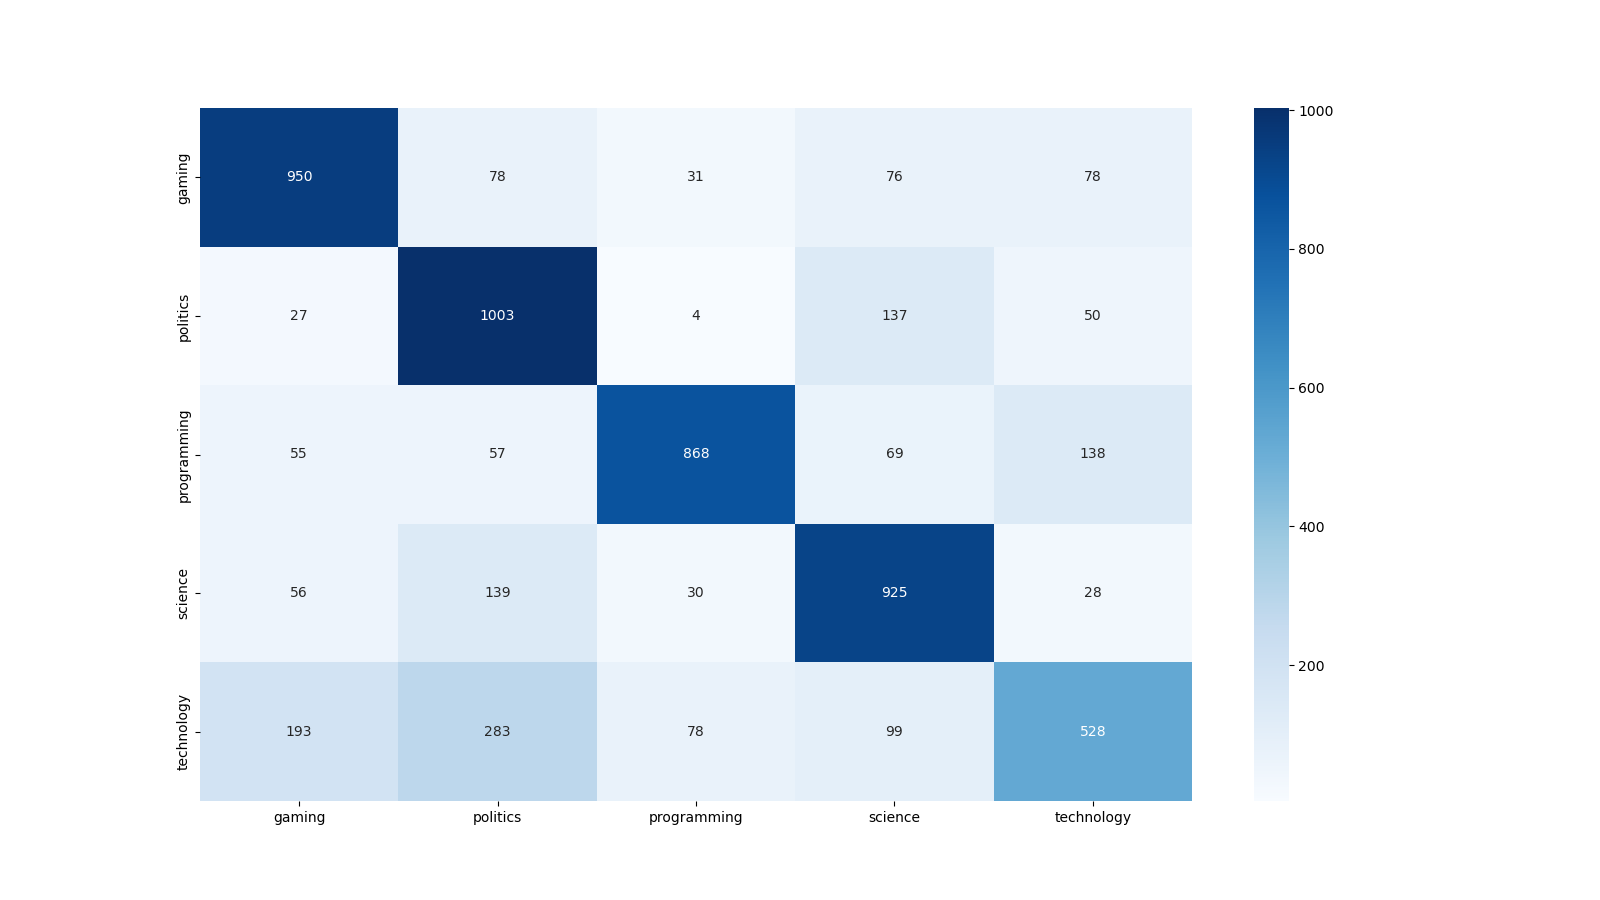 gaming 950 78 31 76 78
politics 27 1003 4 137 50
programming 55 57 868 69 138
science 56 139 30 925 28
technology 193 283 78 99 528
gaming politics programming science technology
1000
800
600
400
200